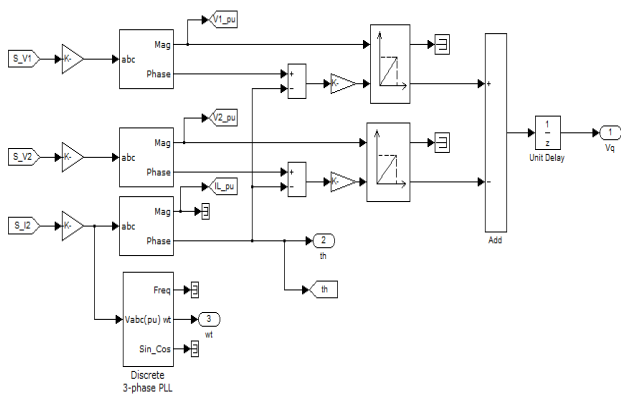 V1_pu
S_V1
K-
abc
Mag
Phase
+
−
K-
+
V2_pu
S_V2
K-
abc
Mag
Phase
+
−
K-
−
Add
1
z
Unit Delay
1
Vq
IL_pu
S_I2
K-
abc
Mag
Phase
2
th
th
Freq
Vabc(pu) wt
3
wt
Sin_Cos
Discrete
3-phase PLL